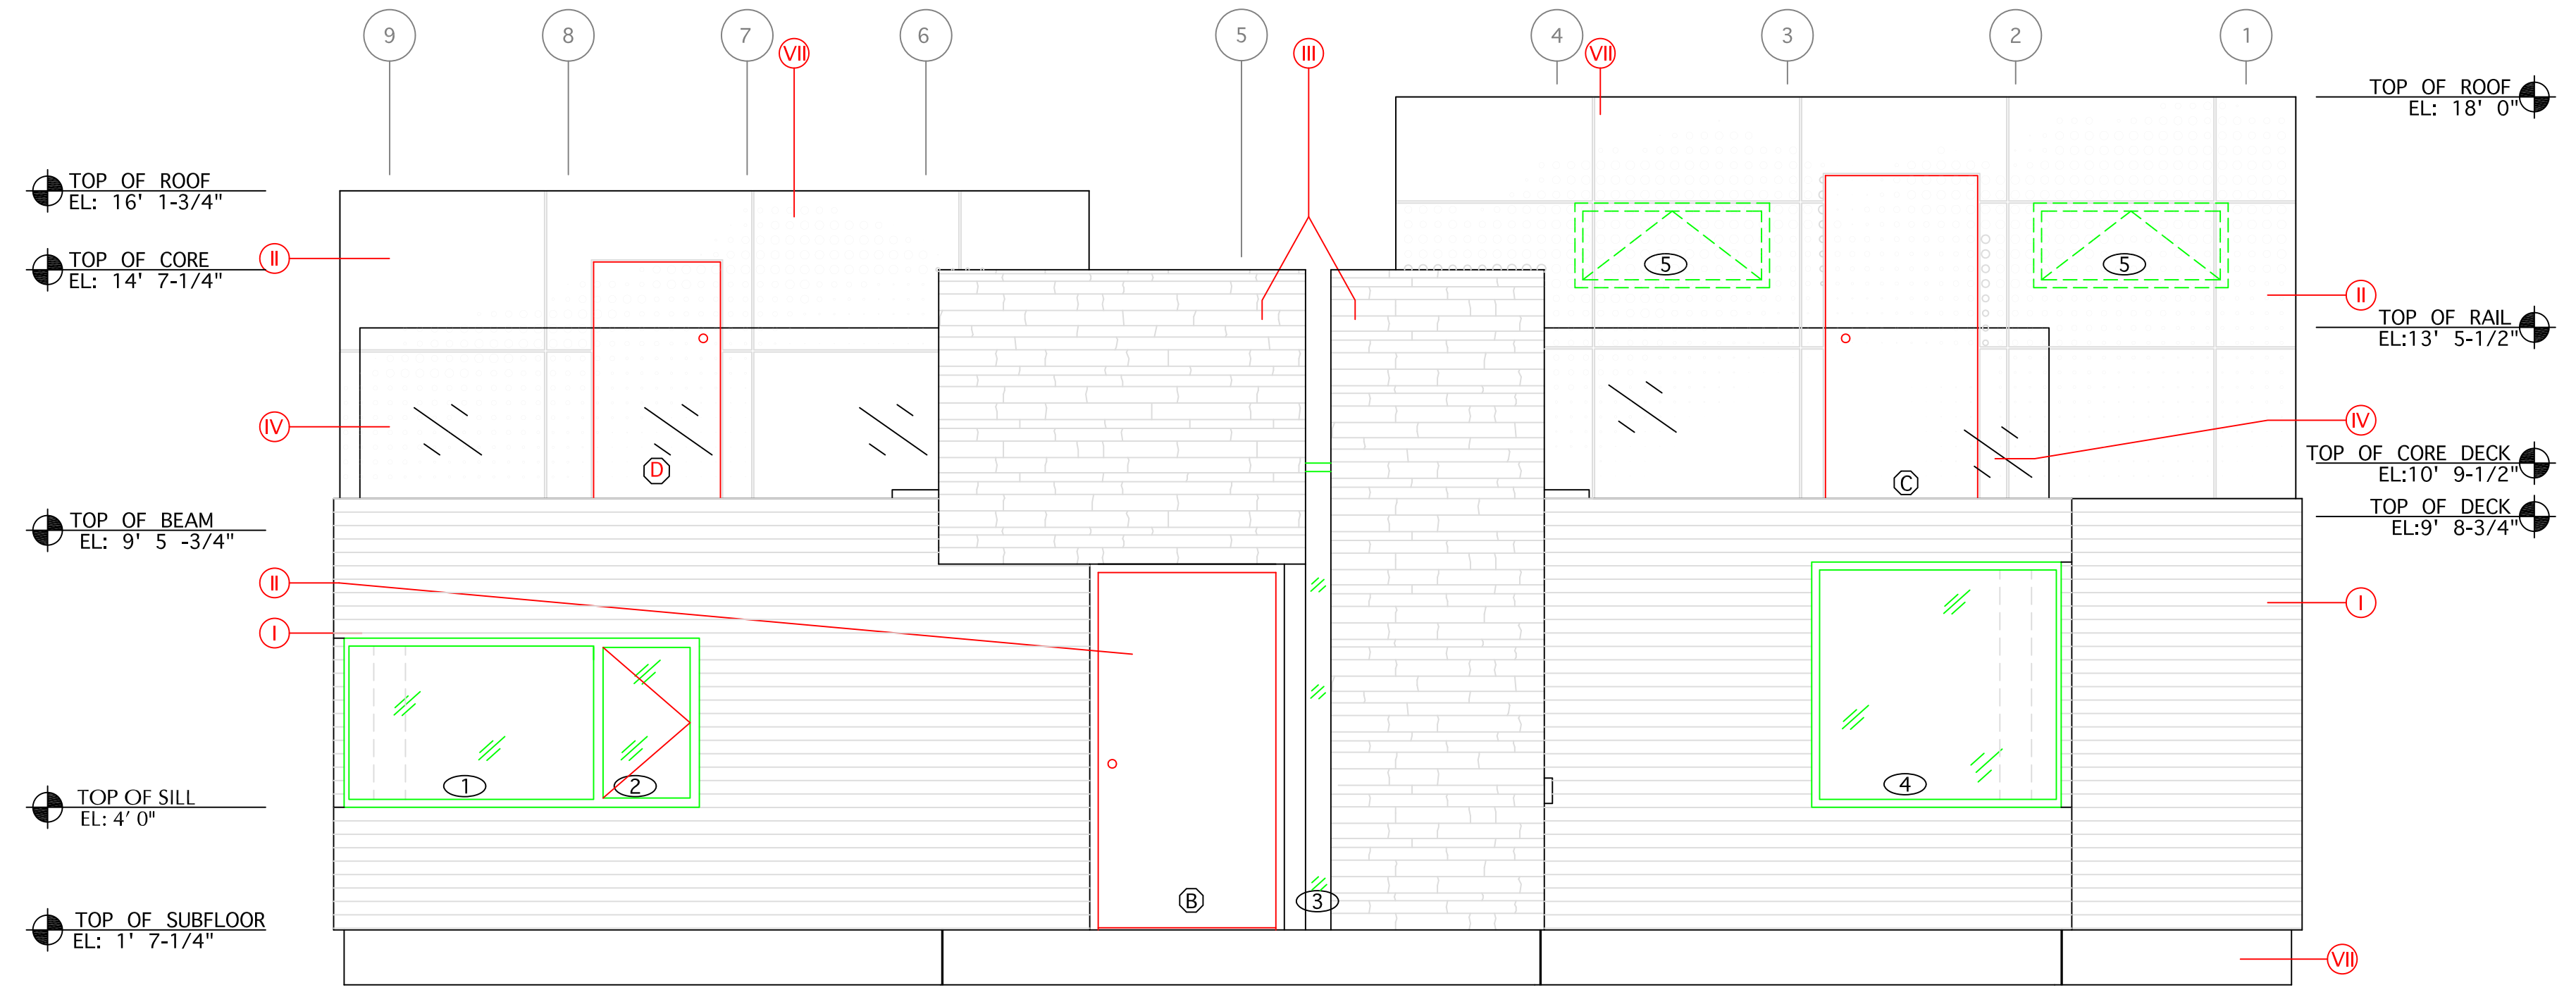 9 8 7 6 5 4 3 2 1
VII III VII
TOP OF ROOF
EL: 18' 0"
TOP OF ROOF
EL: 16' 1-3/4"
TOP OF CORE
EL: 14' 7-1/4"
II
5 5
II
TOP OF RAIL
EL:13' 5-1/2"
IV
IV
D
C
TOP OF CORE DECK
EL:10' 9-1/2"
TOP OF DECK
EL:9' 8-3/4"
TOP OF BEAM
EL: 9' 5 -3/4"
II
I
I
1 2 4
TOP OF SILL
EL: 4' 0"
B 3
TOP OF SUBFLOOR
EL: 1' 7-1/4"
VII